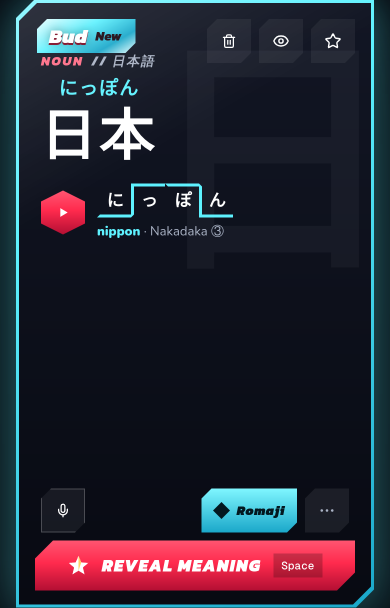 Bud New
NOUN // 日本語
にっぽん
日本
にっぽん
nippon · Nakadaka ③
Romaji
REVEAL MEANING Space